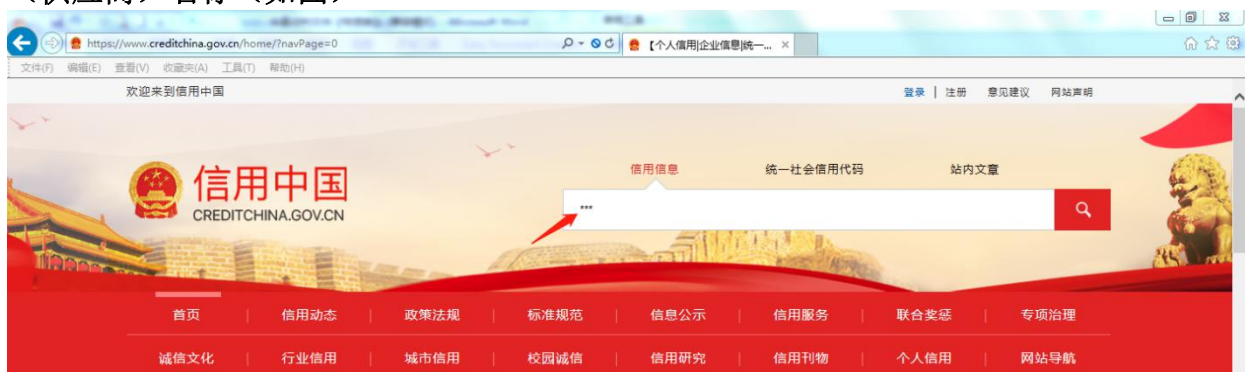 （供应商）名称（如图）
https://www.creditchina.gov.cn/home/?navPage=0
【个人信用|企业信息|统一... ×
文件(F) 编辑(E) 查看(V) 收藏夹(A) 工具(T) 帮助(H)
欢迎来到信用中国 登录 | 注册 意见建议 网站声明
信用信息 统一社会信用代码 站内文章
信用中国
CREDITCHINA.GOV.CN
***
首页 | 信用动态 | 政策法规 | 标准规范 | 信息公示 | 信用服务 | 联合奖惩 | 专项治理
诚信文化 | 行业信用 | 城市信用 | 校园诚信 | 信用研究 | 信用刊物 | 个人信用 | 网站导航